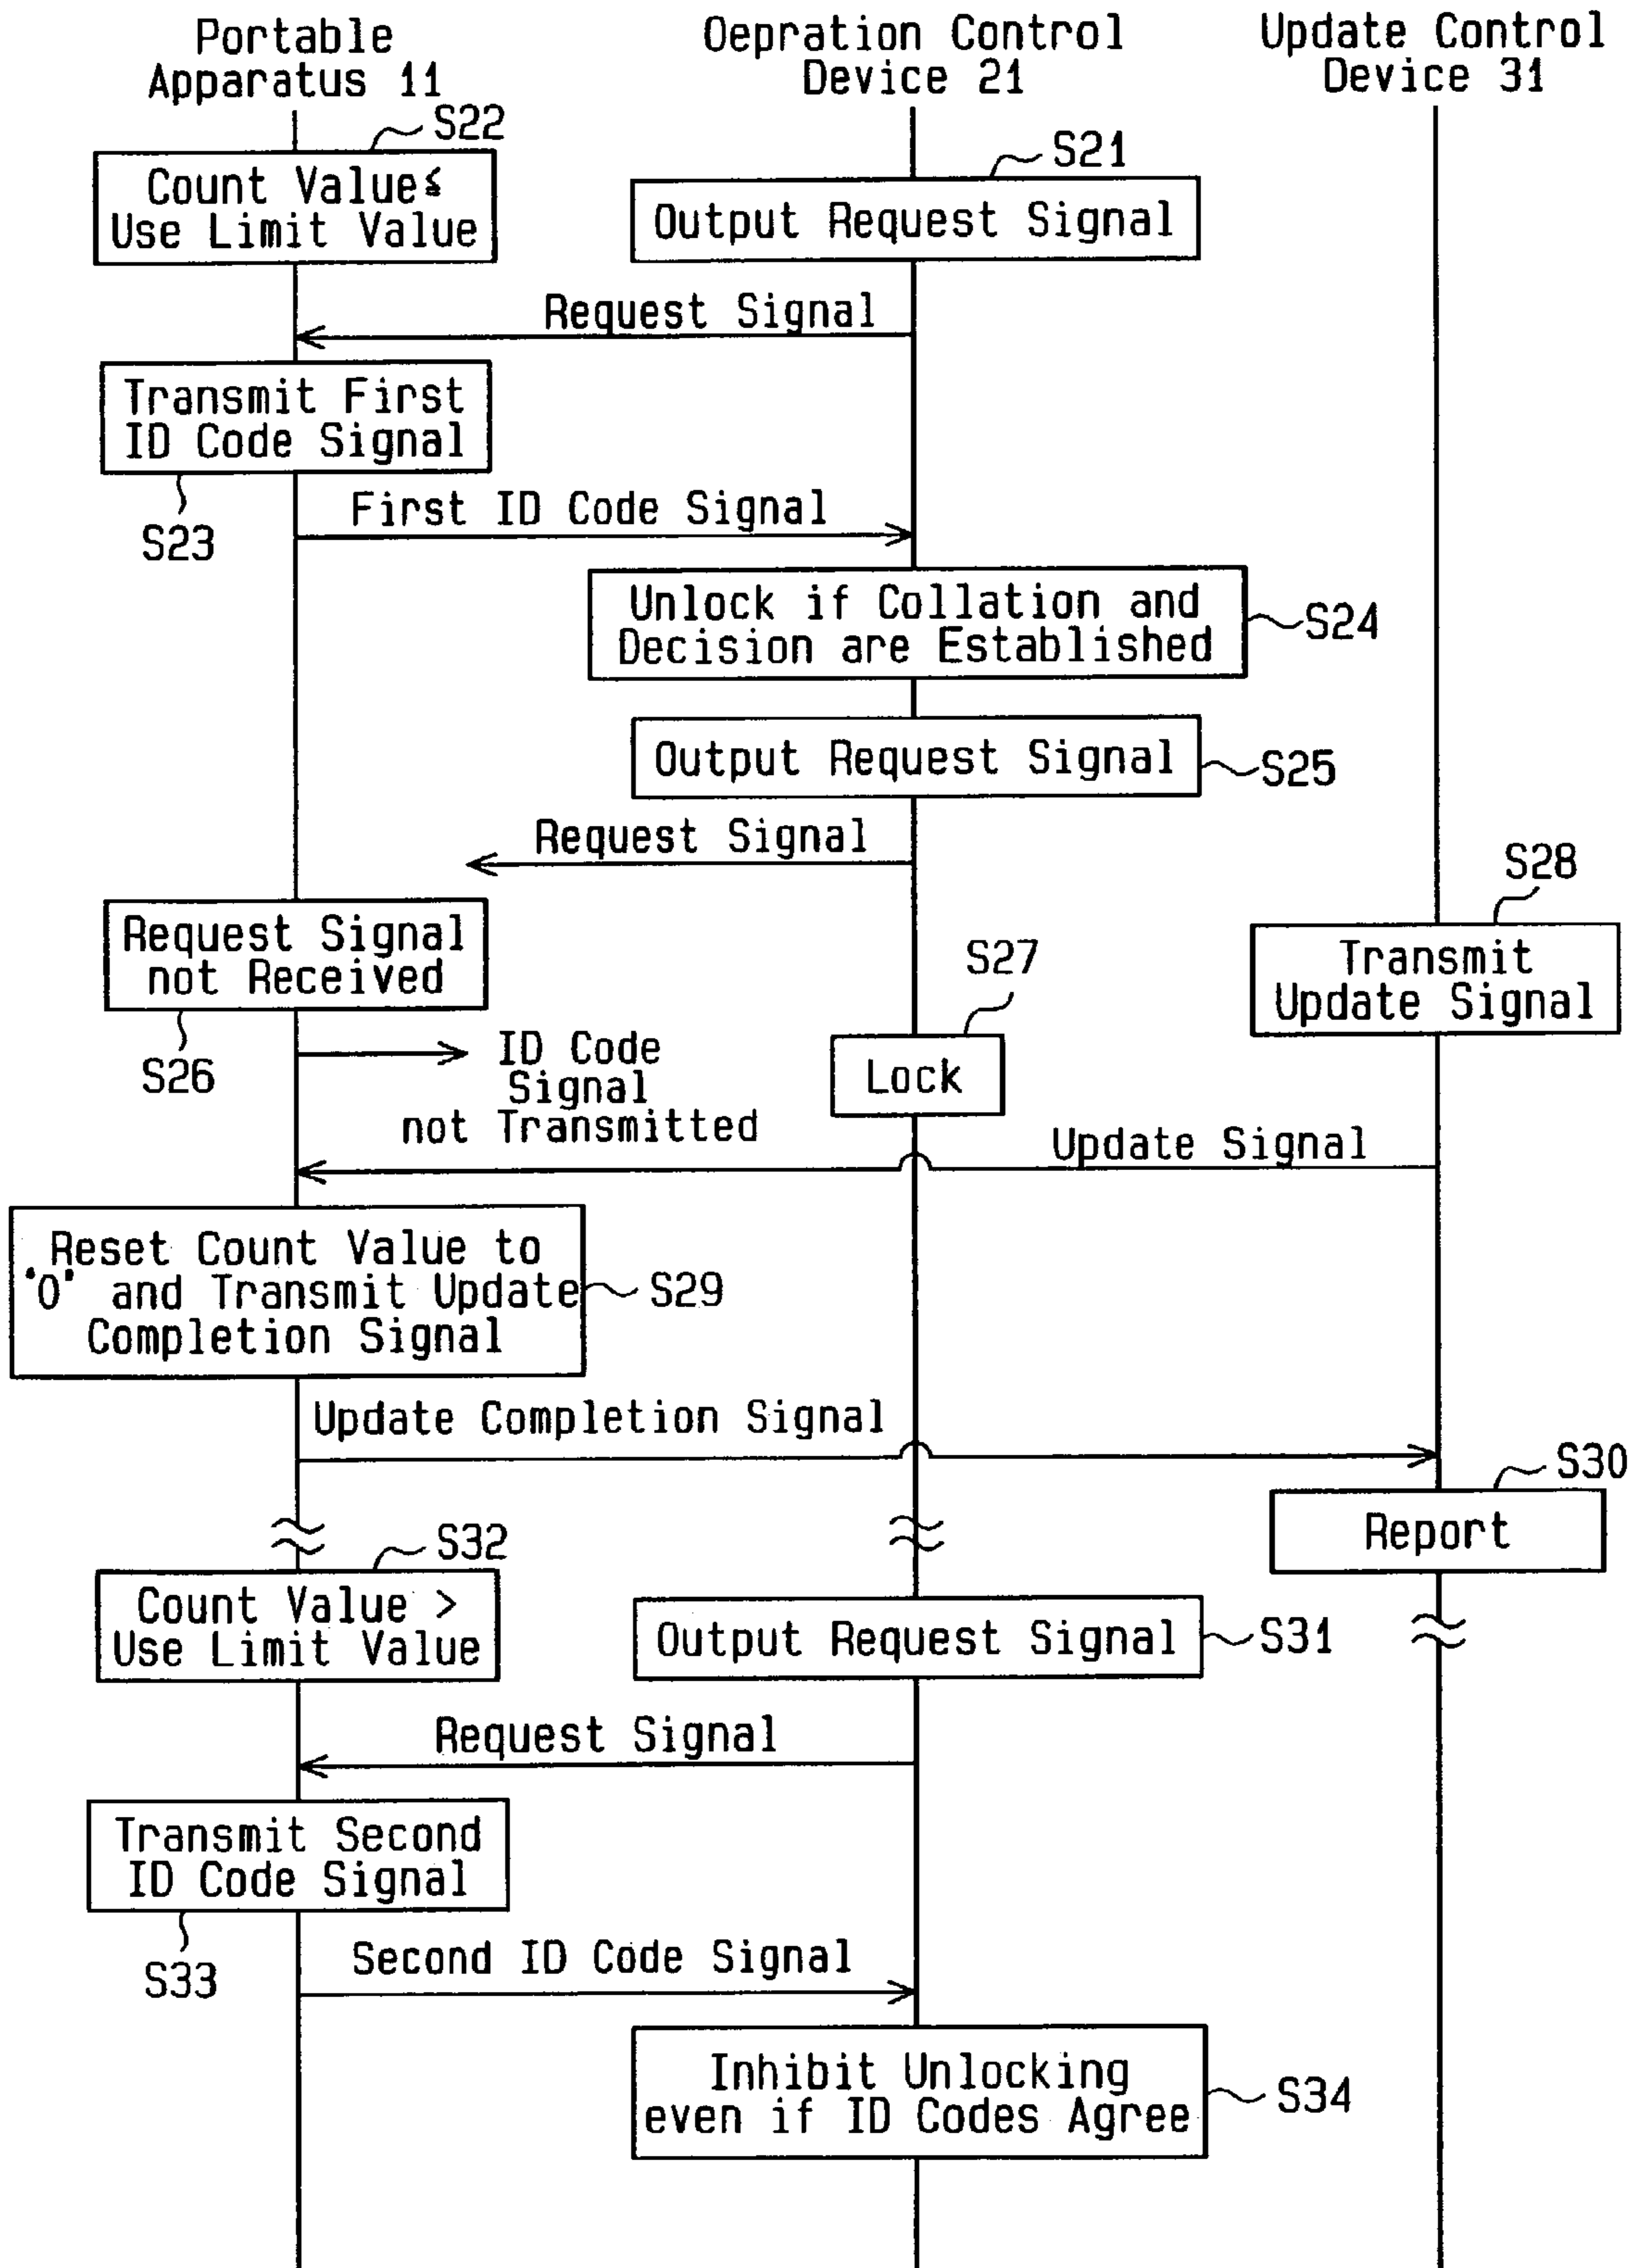 Portable
Apparatus 11
Oepration Control
Device 21
Update Control
Device 31
S22
Count Value≦
Use Limit Value
S21
Output Request Signal
Request Signal
Transmit First
ID Code Signal
S23
First ID Code Signal
Unlock if Collation and
Decision are Established
S24
Output Request Signal
S25
Request Signal
Request Signal
not Received
S26
S28
Transmit
Update Signal
S27
Lock
ID Code
Signal
not Transmitted
Update Signal
Reset Count Value to
"0" and Transmit Update
Completion Signal
S29
Update Completion Signal
S30
Report
S32
Count Value >
Use Limit Value
Output Request Signal
S31
Request Signal
Transmit Second
ID Code Signal
S33
Second ID Code Signal
Inhibit Unlocking
even if ID Codes Agree
S34